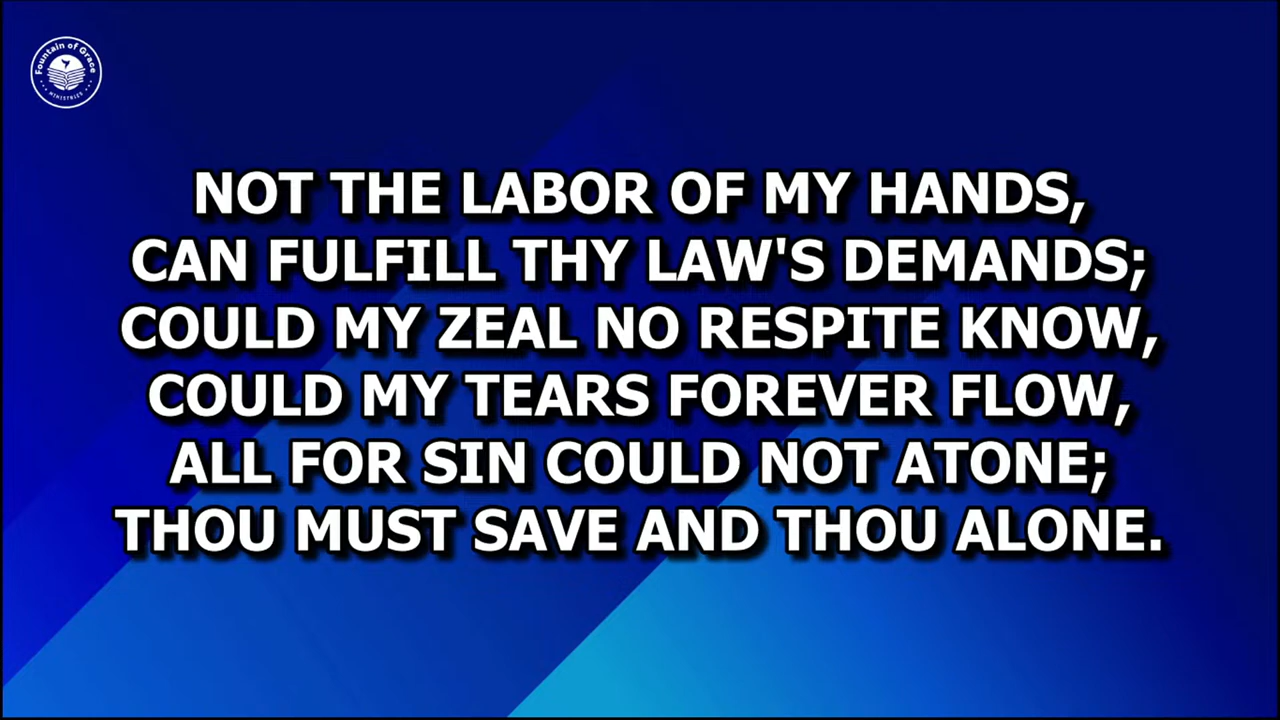 Fountain of Grace
MINISTRIES
NOT THE LABOR OF MY HANDS,
CAN FULFILL THY LAW'S DEMANDS;
COULD MY ZEAL NO RESPITE KNOW,
COULD MY TEARS FOREVER FLOW,
ALL FOR SIN COULD NOT ATONE;
THOU MUST SAVE AND THOU ALONE.